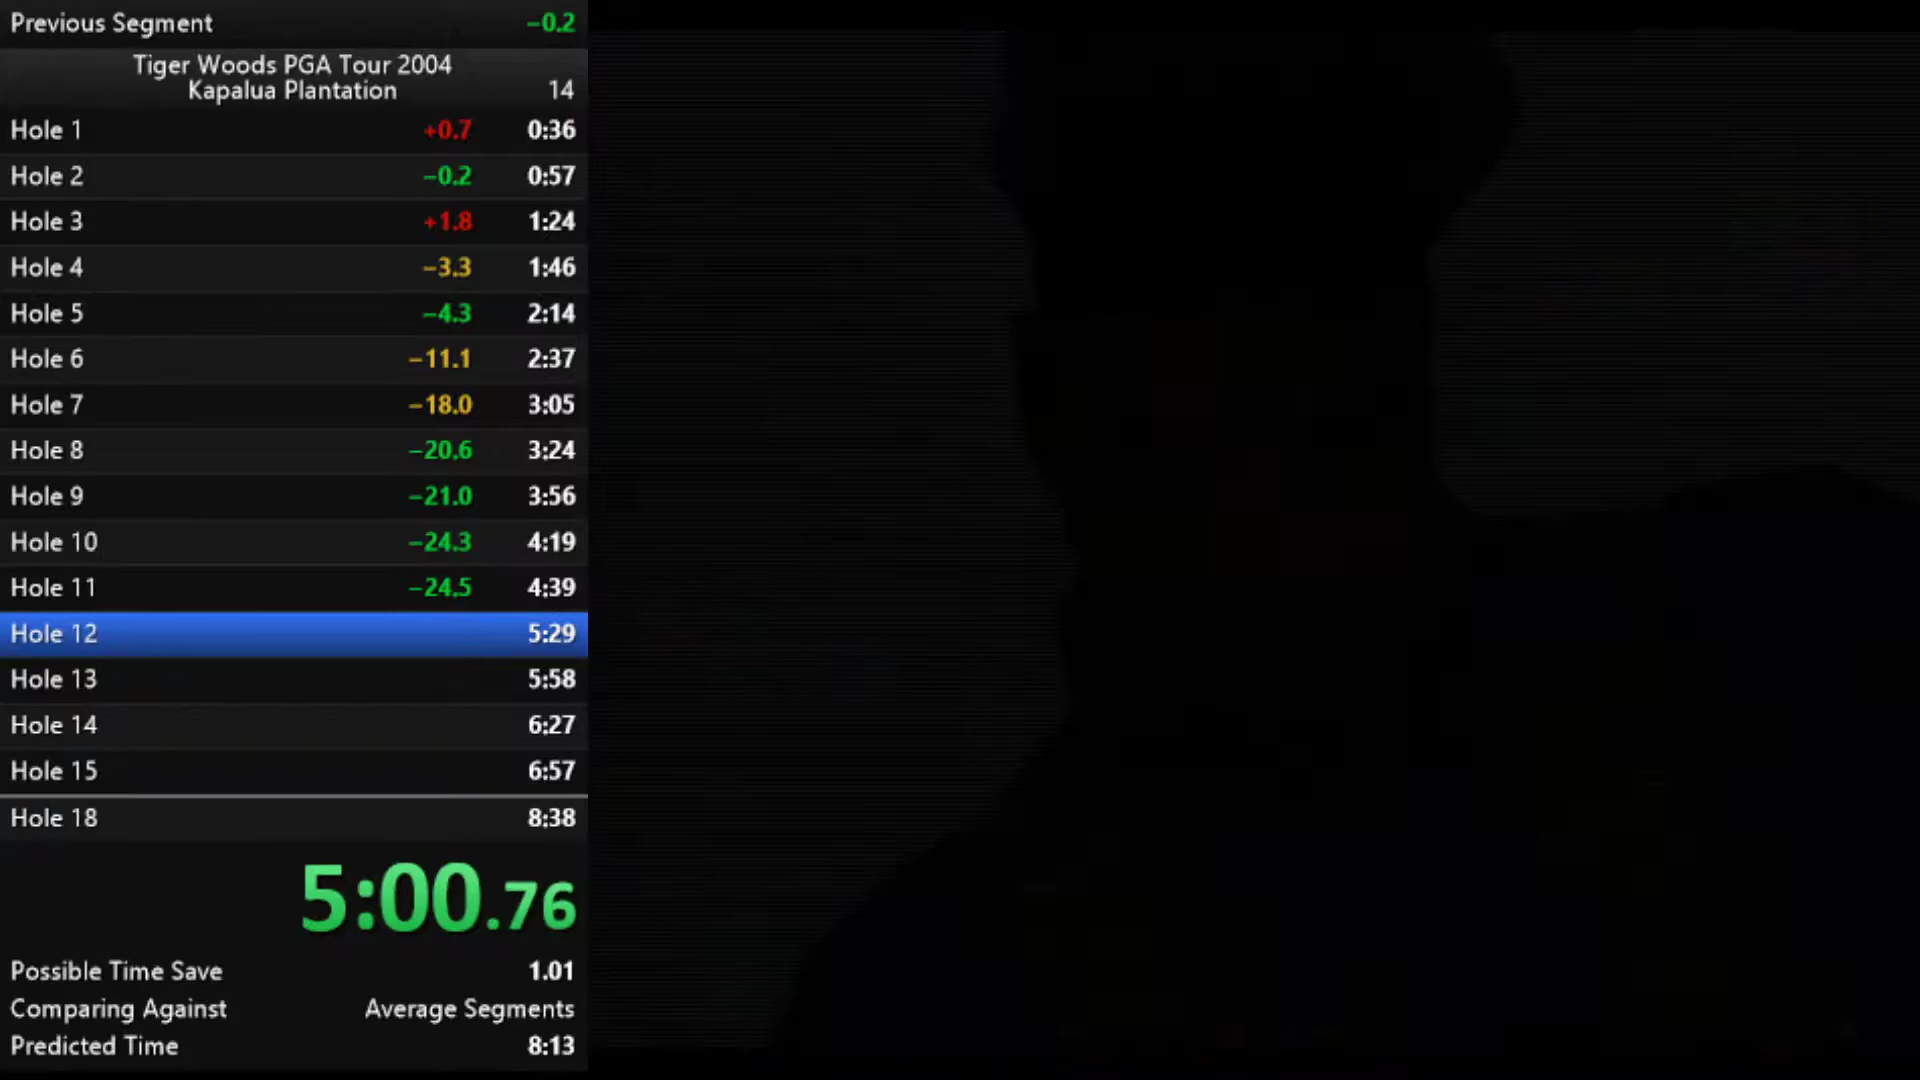 Previous Segment −0.2
Tiger Woods PGA Tour 2004
Kapalua Plantation 14
Hole 1 +0.7 0:36
Hole 2 −0.2 0:57
Hole 3 +1.8 1:24
Hole 4 −3.3 1:46
Hole 5 −4.3 2:14
Hole 6 −11.1 2:37
Hole 7 −18.0 3:05
Hole 8 −20.6 3:24
Hole 9 −21.0 3:56
Hole 10 −24.3 4:19
Hole 11 −24.5 4:39
Hole 12 5:29
Hole 13 5:58
Hole 14 6:27
Hole 15 6:57
Hole 18 8:38
5:00.76
Possible Time Save 1.01
Comparing Against Average Segments
Predicted Time 8:13